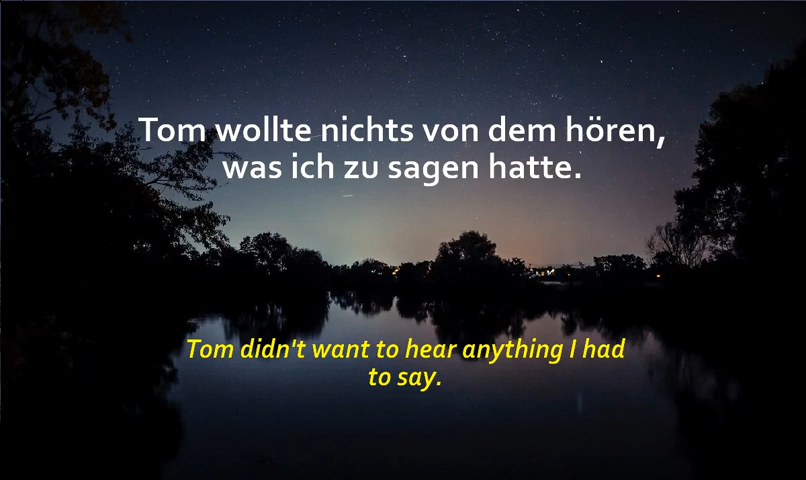 Tom wollte nichts von dem hören,
was ich zu sagen hatte.
Tom didn't want to hear anything I had
to say.